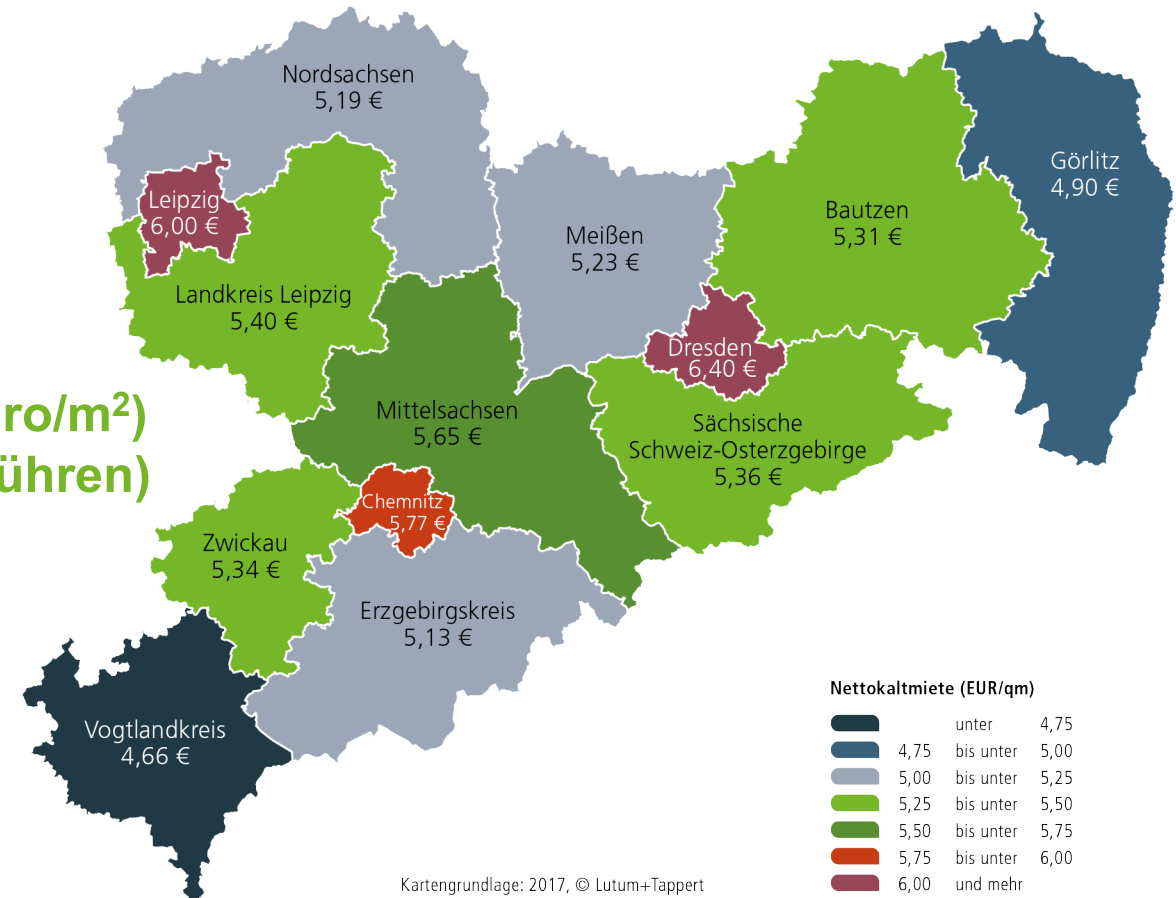 Nordsachsen
5,19 €
Görlitz
4,90 €
Leipzig
6,00 €
Bautzen
5,31 €
Meißen
5,23 €
Landkreis Leipzig
5,40 €
Dresden
6,40 €
ro/m²)
ühren)
Mittelsachsen
5,65 €
Sächsische
Schweiz-Osterzgebirge
5,36 €
Chemnitz
5,77 €
Zwickau
5,34 €
Erzgebirgskreis
5,13 €
Vogtlandkreis
4,66 €
Nettokaltmiete (EUR/qm)
unter 4,75
4,75 bis unter 5,00
5,00 bis unter 5,25
5,25 bis unter 5,50
5,50 bis unter 5,75
5,75 bis unter 6,00
6,00 und mehr
Kartengrundlage: 2017, © Lutum+Tappert